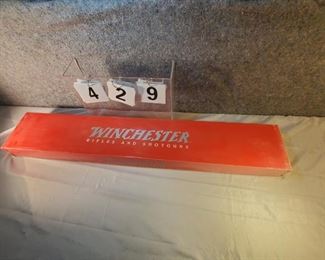 4 2 9
WINCHESTER
RIFLES AND SHOTGUNS